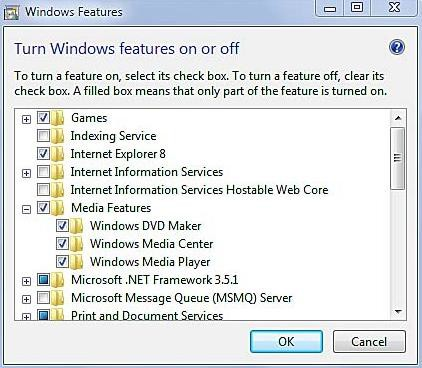 Windows Features
Turn Windows features on or off
To turn a feature on, select its check box. To turn a feature off, clear its
check box. A filled box means that only part of the feature is turned on.
Games
Indexing Service
Internet Explorer 8
Internet Information Services
Internet Information Services Hostable Web Core
Media Features
Windows DVD Maker
Windows Media Center
Windows Media Player
Microsoft .NET Framework 3.5.1
Microsoft Message Queue (MSMQ) Server
Print and Document Services
OK
Cancel